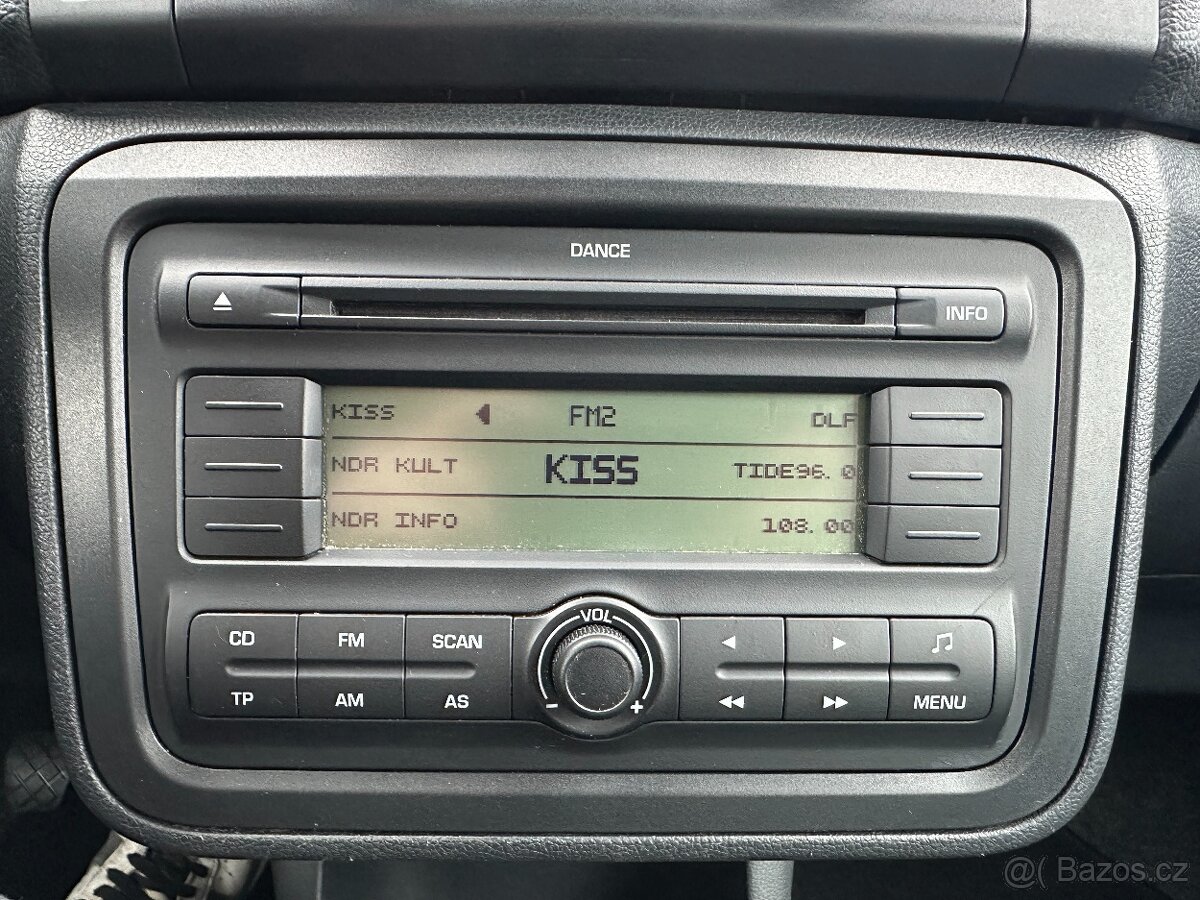 DANCE
INFO
KISS FM2 DLF
NDR KULT KISS TIDE96.0
NDR INFO 108.00
VOL
CD FM SCAN
TP AM AS - + MENU
@( Bazos.cz